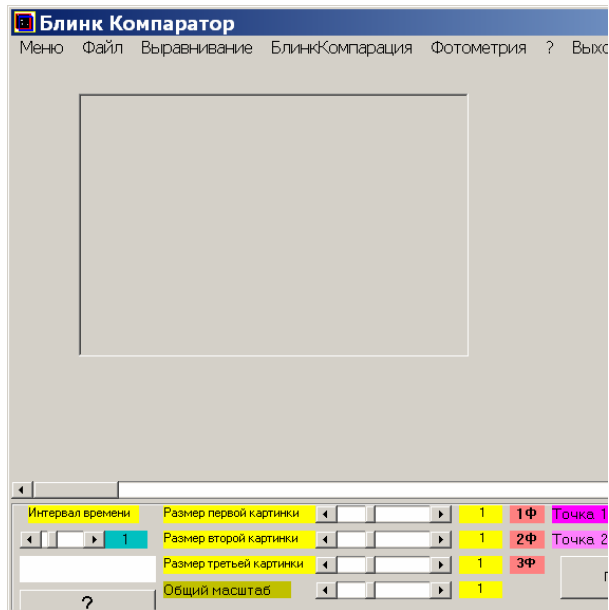 Блинк Компаратор
Меню Файл Выравнивание БлинкКомпарация Фотометрия ?
Интервал времени Размер первой картинки 1 1Ф Точка 1
1 Размер второй картинки 1 2Ф Точка 2
Размер третьей картинки 1 3Ф
Общий масштаб 1
?